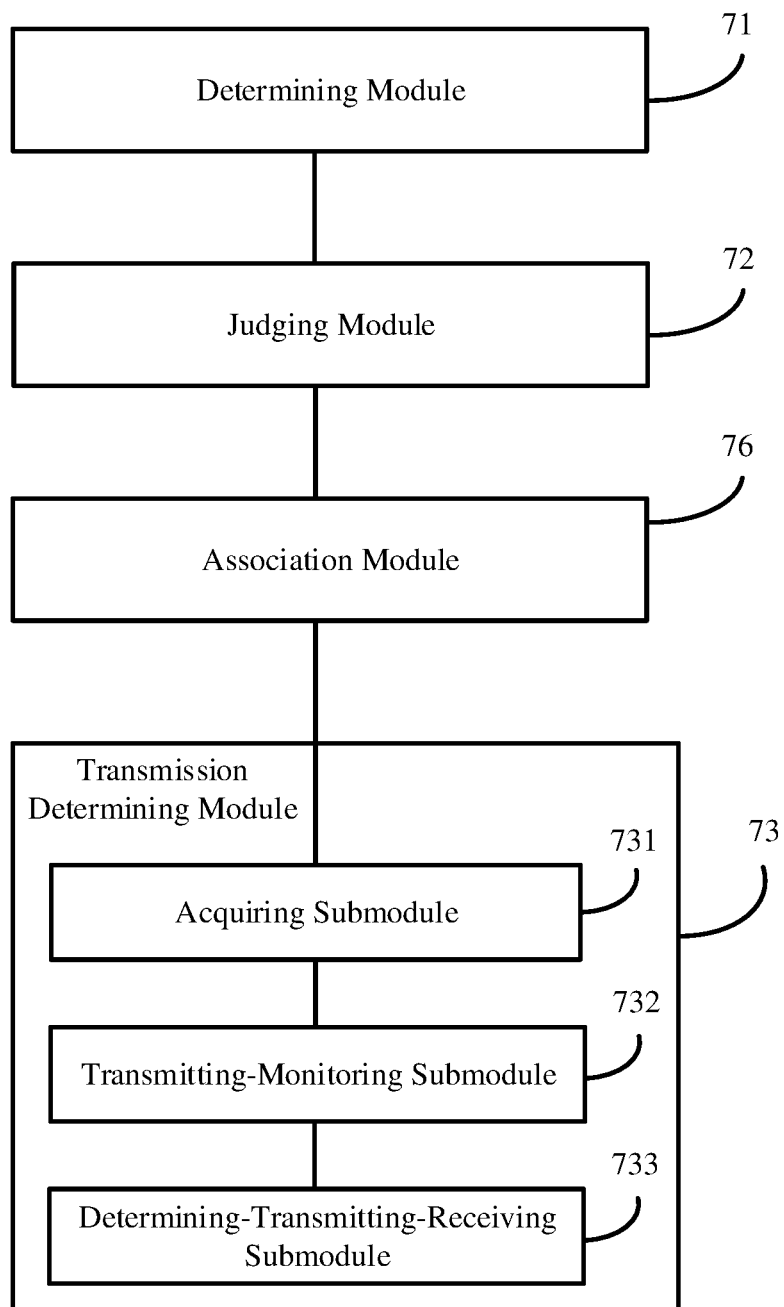 71
Determining Module
72
Judging Module
76
Association Module
Transmission
Determining Module
73
731
Acquiring Submodule
732
Transmitting-Monitoring Submodule
733
Determining-Transmitting-Receiving
Submodule